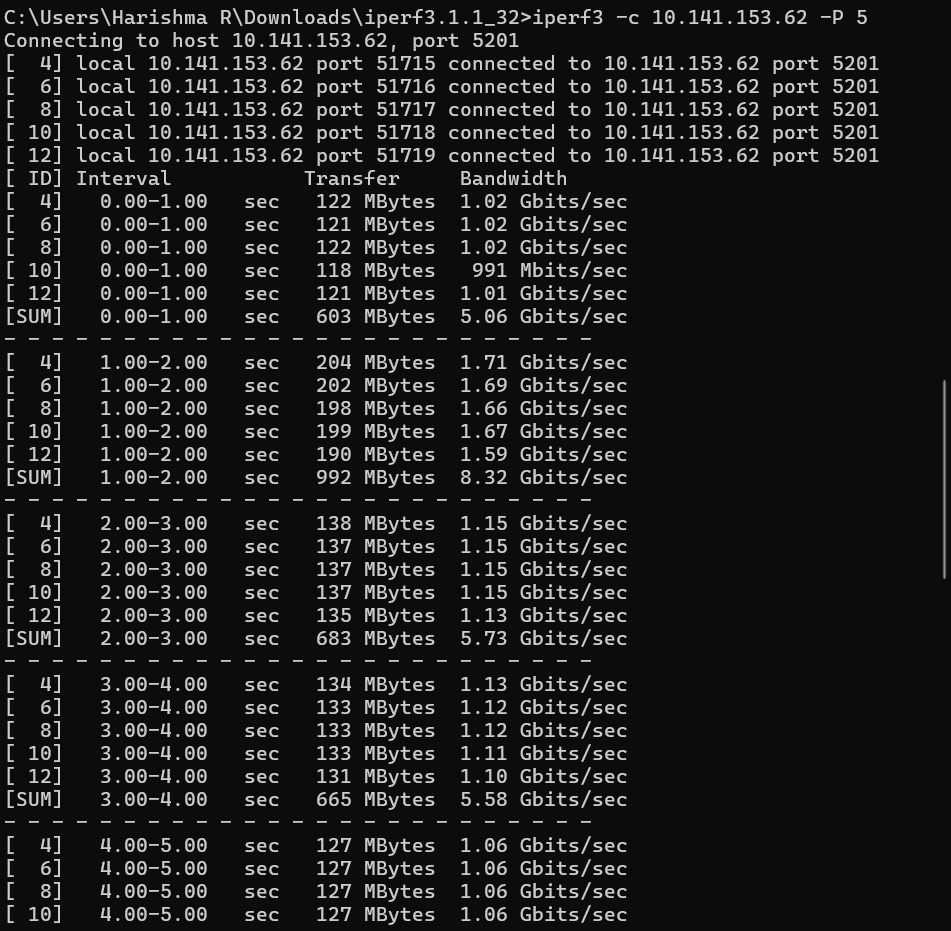 C:\Users\Harishma R\Downloads\iperf3.1.1_32>iperf3 -c 10.141.153.62 -P 5
Connecting to host 10.141.153.62, port 5201
[  4] local 10.141.153.62 port 51715 connected to 10.141.153.62 port 5201
[  6] local 10.141.153.62 port 51716 connected to 10.141.153.62 port 5201
[  8] local 10.141.153.62 port 51717 connected to 10.141.153.62 port 5201
[ 10] local 10.141.153.62 port 51718 connected to 10.141.153.62 port 5201
[ 12] local 10.141.153.62 port 51719 connected to 10.141.153.62 port 5201
[ ID] Interval           Transfer     Bandwidth
[  4]   0.00-1.00   sec   122 MBytes  1.02 Gbits/sec
[  6]   0.00-1.00   sec   121 MBytes  1.02 Gbits/sec
[  8]   0.00-1.00   sec   122 MBytes  1.02 Gbits/sec
[ 10]   0.00-1.00   sec   118 MBytes   991 Mbits/sec
[ 12]   0.00-1.00   sec   121 MBytes  1.01 Gbits/sec
[SUM]   0.00-1.00   sec   603 MBytes  5.06 Gbits/sec
- - - - - - - - - - - - - - - - - - - - - - - - -
[  4]   1.00-2.00   sec   204 MBytes  1.71 Gbits/sec
[  6]   1.00-2.00   sec   202 MBytes  1.69 Gbits/sec
[  8]   1.00-2.00   sec   198 MBytes  1.66 Gbits/sec
[ 10]   1.00-2.00   sec   199 MBytes  1.67 Gbits/sec
[ 12]   1.00-2.00   sec   190 MBytes  1.59 Gbits/sec
[SUM]   1.00-2.00   sec   992 MBytes  8.32 Gbits/sec
- - - - - - - - - - - - - - - - - - - - - - - - -
[  4]   2.00-3.00   sec   138 MBytes  1.15 Gbits/sec
[  6]   2.00-3.00   sec   137 MBytes  1.15 Gbits/sec
[  8]   2.00-3.00   sec   137 MBytes  1.15 Gbits/sec
[ 10]   2.00-3.00   sec   137 MBytes  1.15 Gbits/sec
[ 12]   2.00-3.00   sec   135 MBytes  1.13 Gbits/sec
[SUM]   2.00-3.00   sec   683 MBytes  5.73 Gbits/sec
- - - - - - - - - - - - - - - - - - - - - - - - -
[  4]   3.00-4.00   sec   134 MBytes  1.13 Gbits/sec
[  6]   3.00-4.00   sec   133 MBytes  1.12 Gbits/sec
[  8]   3.00-4.00   sec   133 MBytes  1.12 Gbits/sec
[ 10]   3.00-4.00   sec   133 MBytes  1.11 Gbits/sec
[ 12]   3.00-4.00   sec   131 MBytes  1.10 Gbits/sec
[SUM]   3.00-4.00   sec   665 MBytes  5.58 Gbits/sec
- - - - - - - - - - - - - - - - - - - - - - - - -
[  4]   4.00-5.00   sec   127 MBytes  1.06 Gbits/sec
[  6]   4.00-5.00   sec   127 MBytes  1.06 Gbits/sec
[  8]   4.00-5.00   sec   127 MBytes  1.06 Gbits/sec
[ 10]   4.00-5.00   sec   127 MBytes  1.06 Gbits/sec